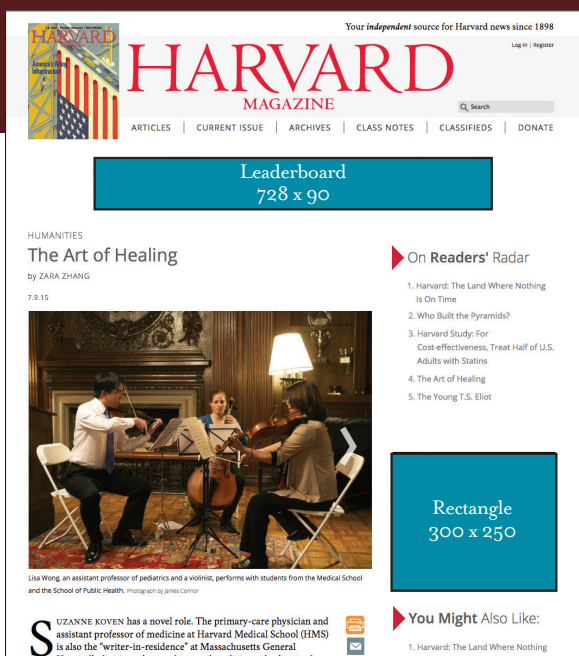 Your independent source for Harvard news since 1898
Log-In | Register
HARVARD
America's
Infrastructure
HARVARD
MAGAZINE
Search
ARTICLES | CURRENT ISSUE | ARCHIVES | CLASS NOTES | CLASSIFIEDS | DONATE
Leaderboard
728 x 90
HUMANITIES
The Art of Healing
by ZARA ZHANG
7.9.15
Lisa Wong, an assistant professor of pediatrics and a violinist, performs with students from the Medical School
and the School of Public Health. Photograph by James Connor
SUZANNE KOVEN has a novel role. The primary-care physician and
assistant professor of medicine at Harvard Medical School (HMS)
is also the “writer-in-residence” at Massachusetts General
On Readers' Radar
1. Harvard: The Land Where Nothing
Is On Time
2. Who Built the Pyramids?
3. Harvard Study: For
Cost-effectiveness, Treat Half of U.S.
Adults with Statins
4. The Art of Healing
5. The Young T.S. Eliot
Rectangle
300 x 250
You Might Also Like:
1. Harvard: The Land Where Nothing